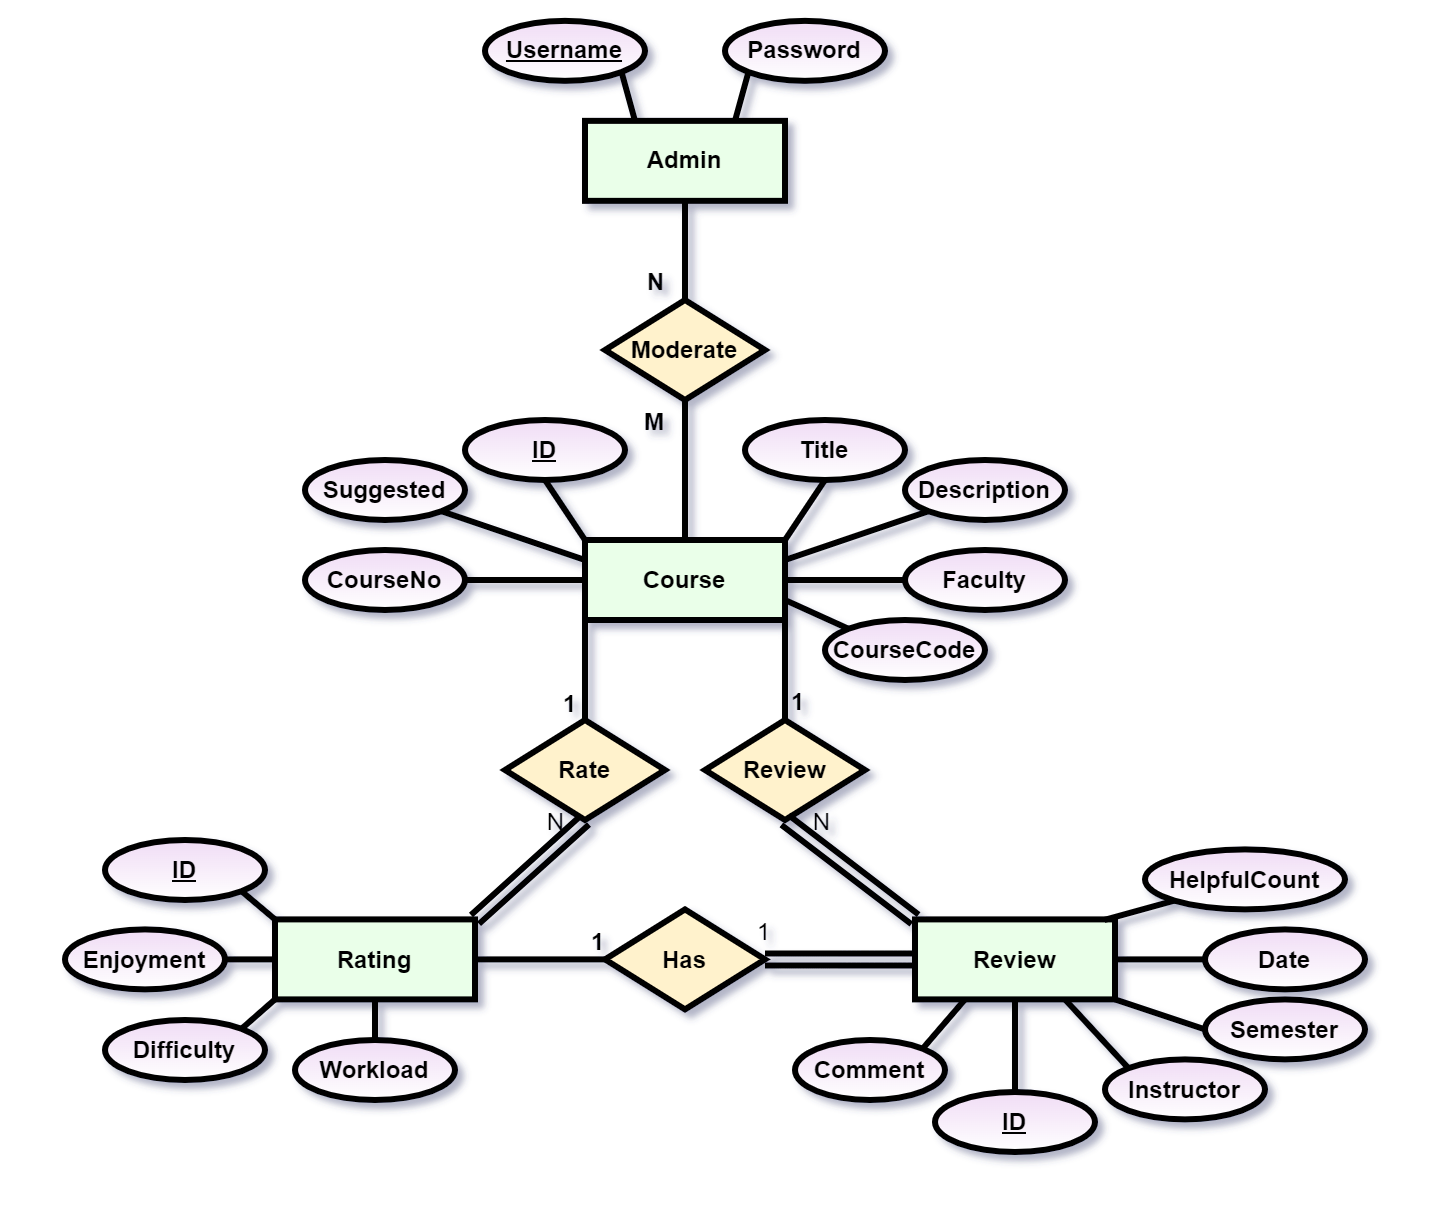 Username
Password
Admin
N
Moderate
M
ID
Title
Suggested
Description
CourseNo
Course
Faculty
CourseCode
1
1
Rate
Review
N
N
ID
HelpfulCount
Enjoyment
Rating
1
Has
1
Review
Date
Difficulty
Workload
Semester
Comment
Instructor
ID